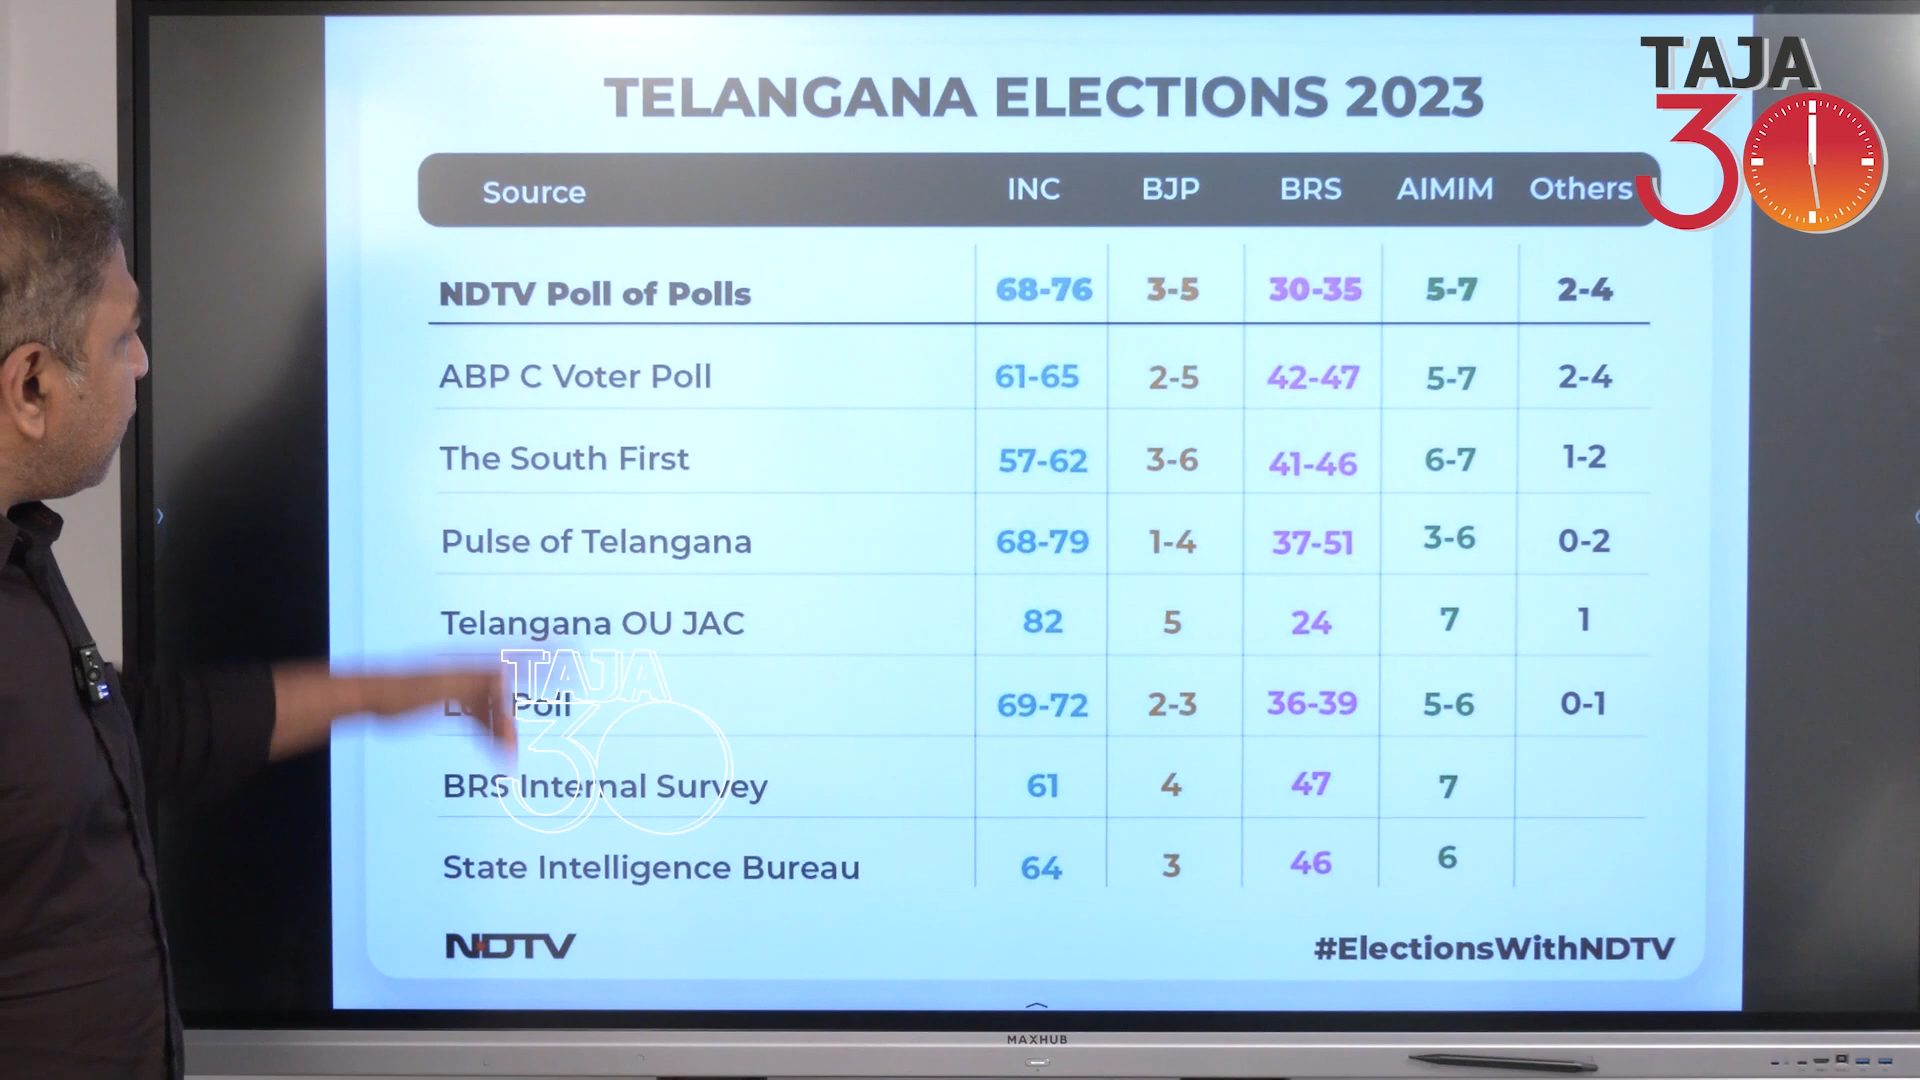 TELANGANA ELECTIONS 2023
TAJA
30
Source INC BJP BRS AIMIM Others
NDTV Poll of Polls 68-76 3-5 30-35 5-7 2-4
ABP C Voter Poll 61-65 2-5 42-47 5-7 2-4
The South First 57-62 3-6 41-46 6-7 1-2
Pulse of Telangana 68-79 1-4 37-51 3-6 0-2
Telangana OU JAC 82 5 24 7 1
TAJA
30
Poll 69-72 2-3 36-39 5-6 0-1
BRS Internal Survey 61 4 47 7
State Intelligence Bureau 64 3 46 6
NDTV #ElectionsWithNDTV
MAXHUB